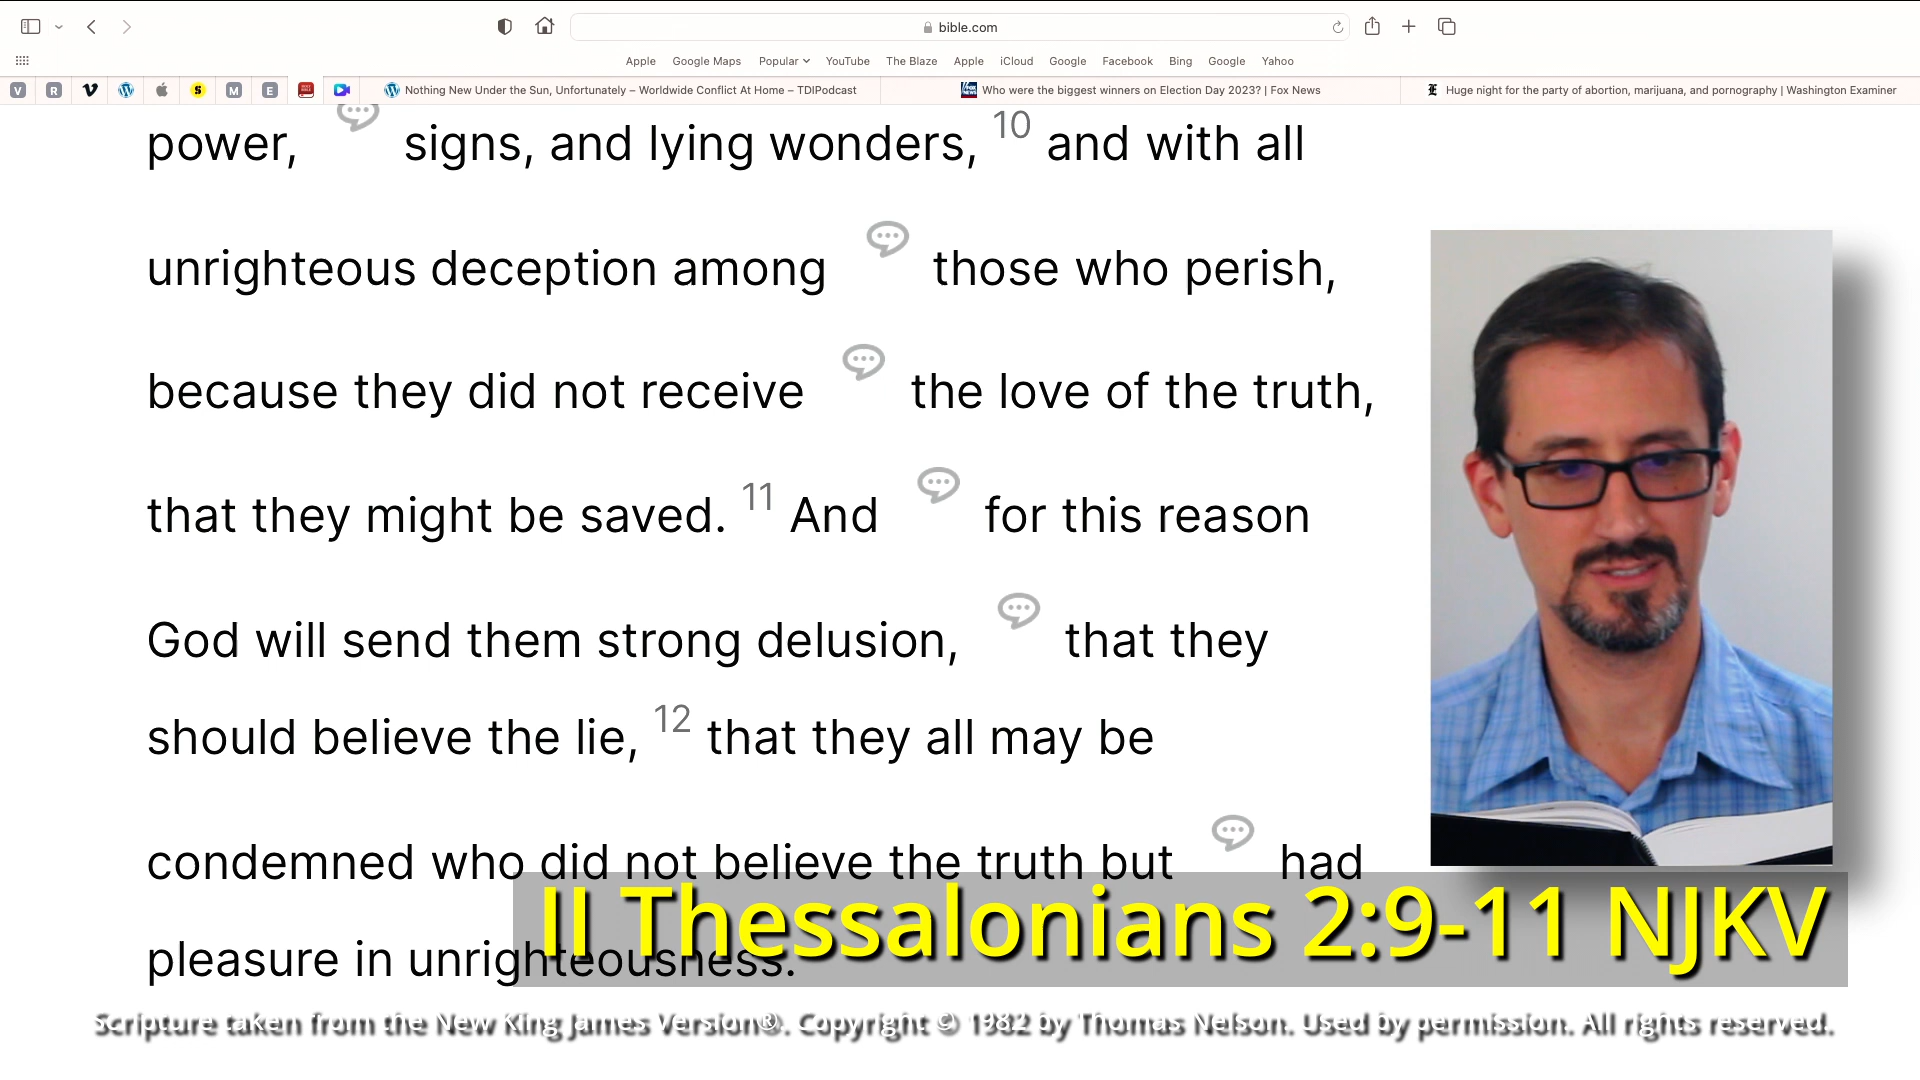 bible.com
Apple Google Maps Popular YouTube The Blaze Apple iCloud Google Facebook Bing Google Yahoo
V R S M E Nothing New Under the Sun, Unfortunately – Worldwide Conflict At Home – TDIPodcast Who were the biggest winners on Election Day 2023? | Fox News Huge night for the party of abortion, marijuana, and pornography | Washington Examiner
power, signs, and lying wonders, 10 and with all
unrighteous deception among those who perish,
because they did not receive the love of the truth,
that they might be saved. 11 And for this reason
God will send them strong delusion, that they
should believe the lie, 12 that they all may be
condemned who did not believe the truth but had
pleasure in unrighteousness.
II Thessalonians 2:9-11 NJKV
Scripture taken from the New King James Version®. Copyright © 1982 by Thomas Nelson. Used by permission. All rights reserved.